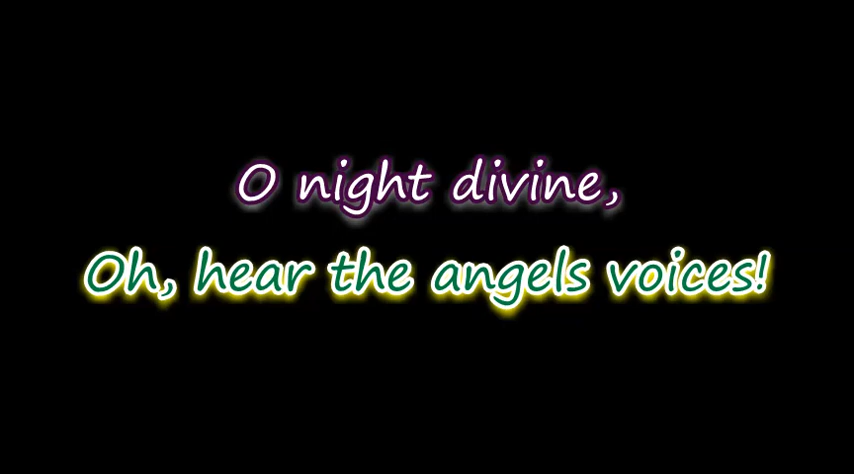 O night divine,
Oh, hear the angels voices!